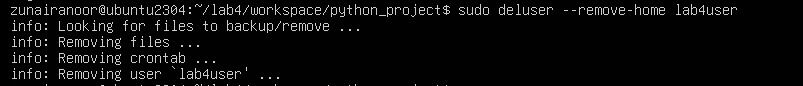 zunairanoor@ubuntu2304:~/lab4/workspace/python_project$ sudo deluser --remove-home lab4user
info: Looking for files to backup/remove ...
info: Removing files ...
info: Removing crontab ...
info: Removing user `lab4user' ...